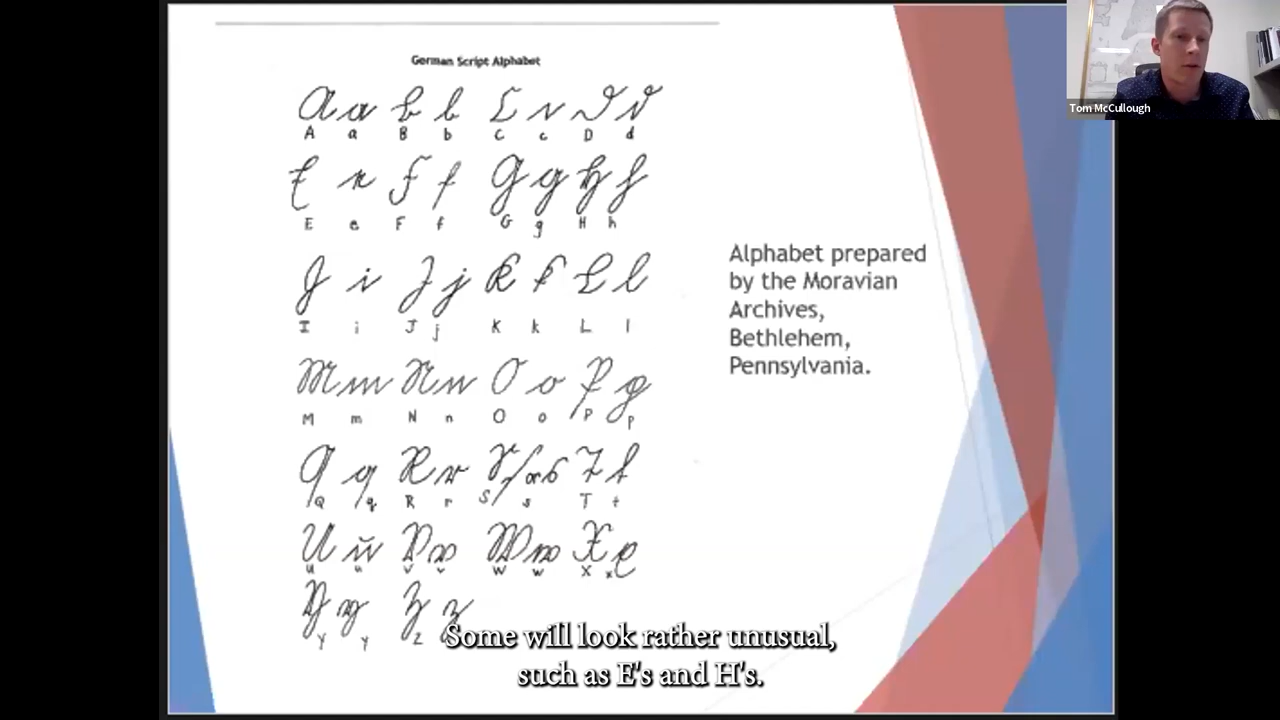 German Script Alphabet
A a B b C c D d
A a B b C c D d
E e F f G g H h
E e F f G g H h
I i J j K k L l
I i J j K k L l
M m N n O o P p
M m N n O o P p
Q q R r S ſ s T t
Q q R r S s T t
U u V v W w X x
u u v v w w X x
Y y Z z
Y Y Z
Alphabet prepared
by the Moravian
Archives,
Bethlehem,
Pennsylvania.
Tom McCullough
Some will look rather unusual,
such as E's and H's.